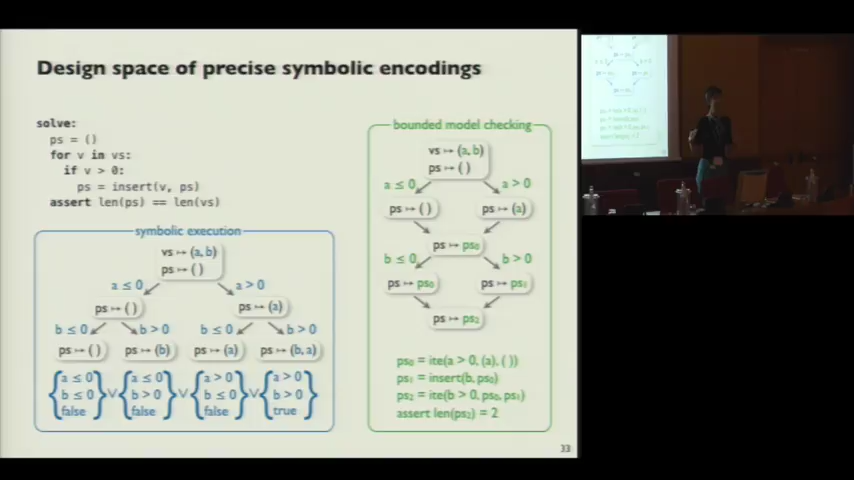 Design space of precise symbolic encodings
solve:
ps = ()
for v in vs:
if v > 0:
ps = insert(v, ps)
assert len(ps) == len(vs)
symbolic execution
vs ↦ (a, b)
ps ↦ ( )
a ≤ 0
a > 0
ps ↦ ( )
ps ↦ (a)
b ≤ 0
b > 0
b ≤ 0
b > 0
ps ↦ ( )
ps ↦ (b)
ps ↦ (a)
ps ↦ (b, a)
{a ≤ 0 b ≤ 0 false} ∨ {a ≤ 0 b > 0 false} ∨ {a > 0 b ≤ 0 false} ∨ {a > 0 b > 0 true}
bounded model checking
vs ↦ (a, b)
ps ↦ ( )
a ≤ 0
a > 0
ps ↦ ( )
ps ↦ (a)
ps ↦ ps₀
b ≤ 0
b > 0
ps ↦ ps₀
ps ↦ ps₁
ps ↦ ps₂
ps₀ = ite(a > 0, (a), ( ))
ps₁ = insert(b, ps₀)
ps₂ = ite(b > 0, ps₀, ps₁)
assert len(ps₂) = 2
33